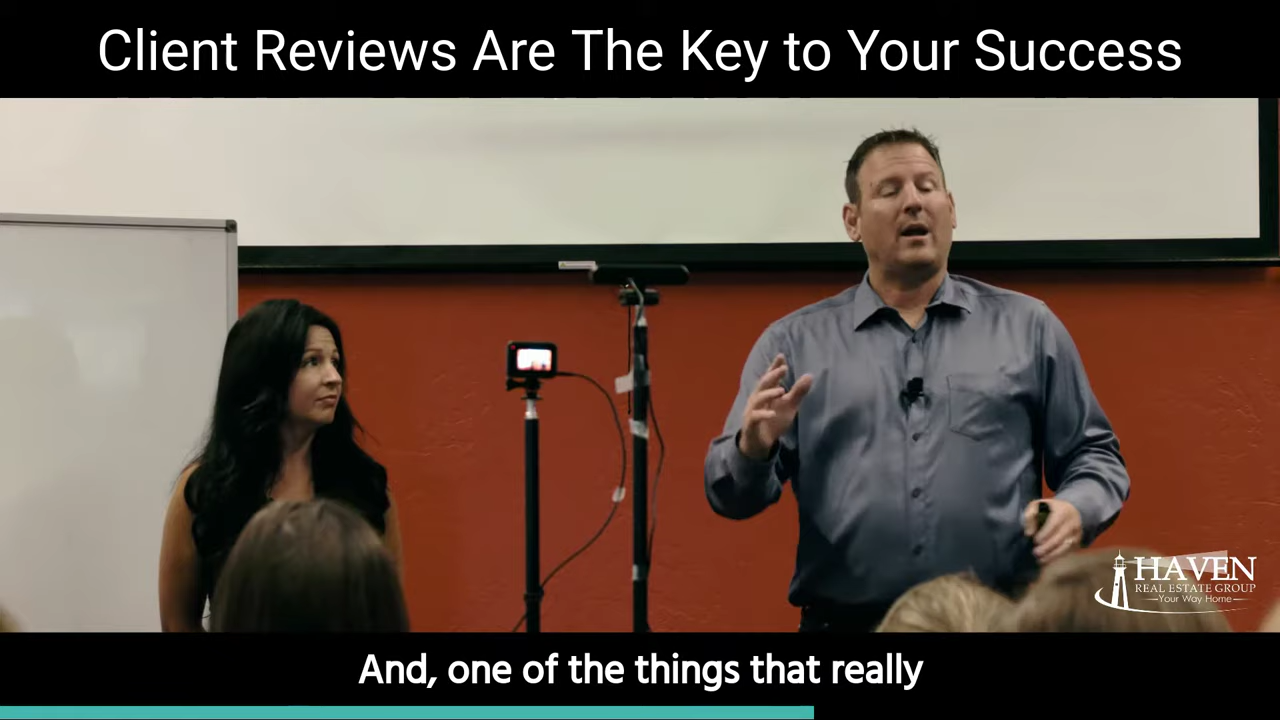 Client Reviews Are The Key to Your Success
HAVEN
REAL ESTATE GROUP
Your Way Home
And, one of the things that really